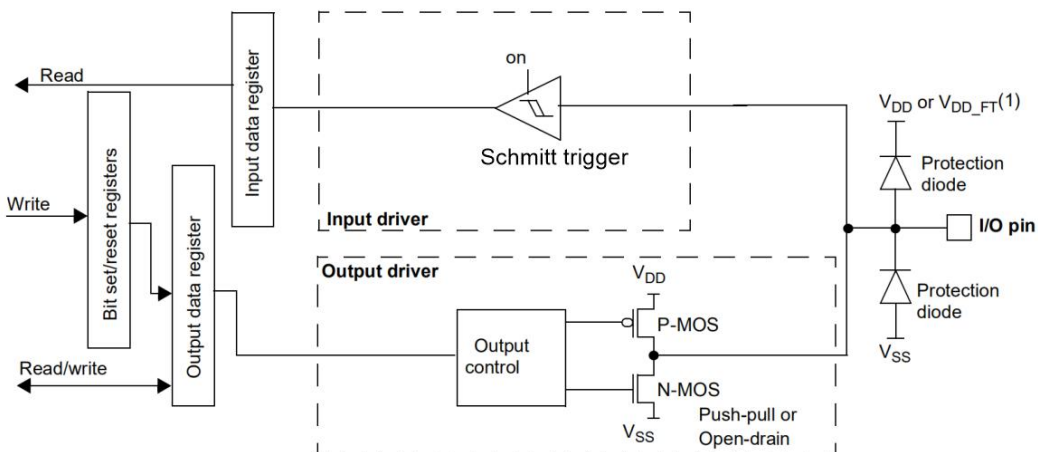 on
Read
Input data register
V_DD or V_DD_FT(1)
Schmitt trigger
Protection
diode
Bit set/reset registers
Write
Input driver
I/O pin
Output data register
Output driver
V_DD
Protection
diode
P-MOS
Output
control
Read/write
V_SS
N-MOS
Push-pull or
V_SS
Open-drain